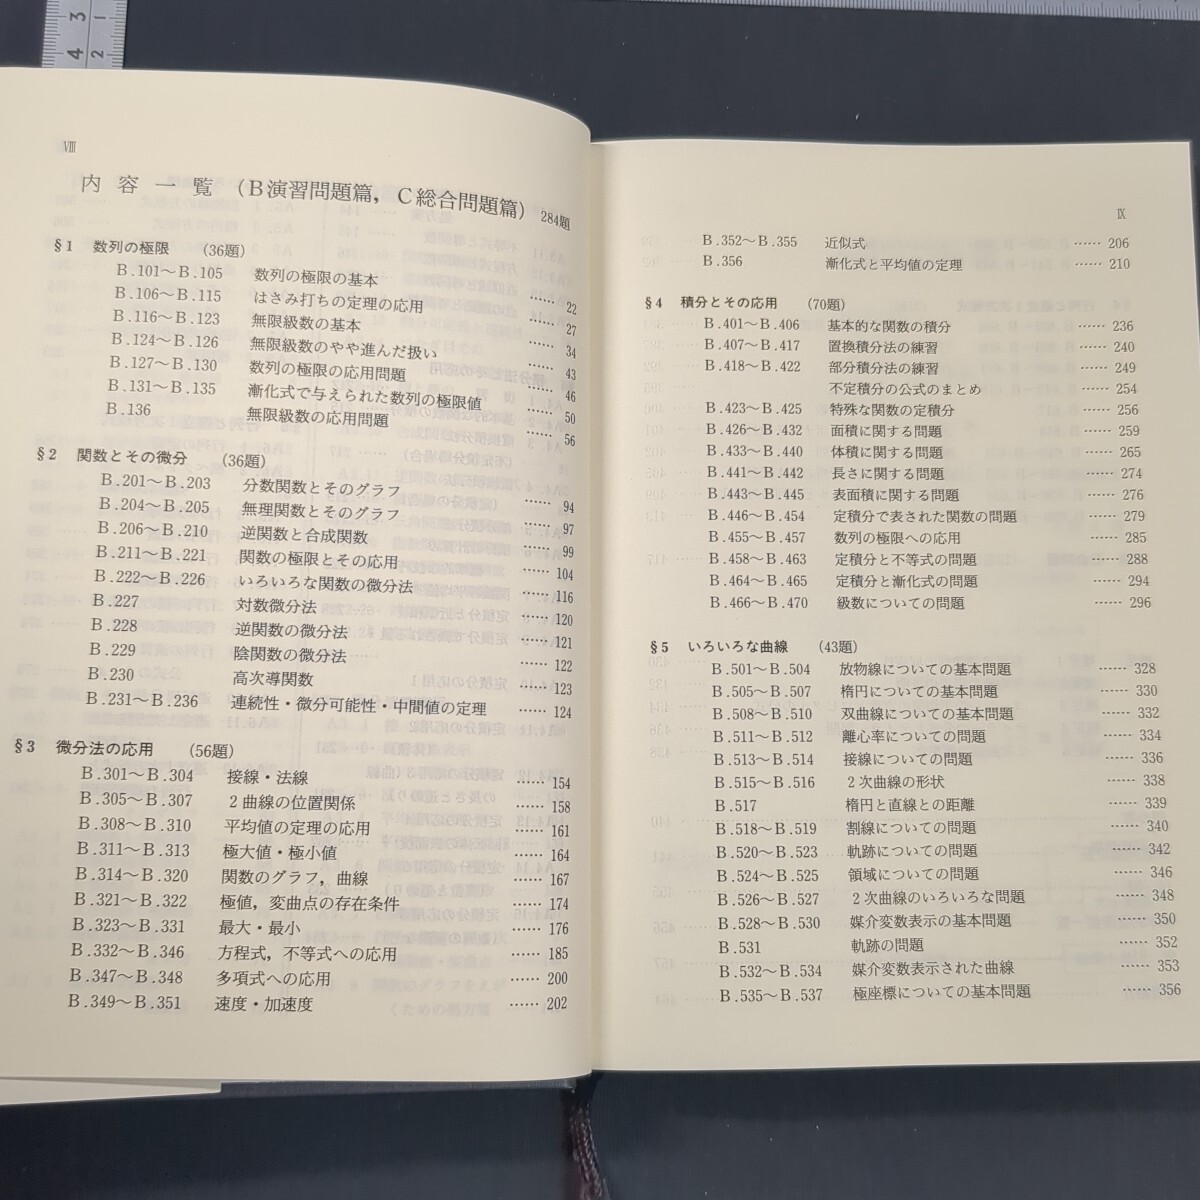 3
4
1
2
Ⅷ
内容一覧 (B演習問題篇, C総合問題篇) 284題
§1 数列の極限 (36題)
B.101〜B.105 数列の極限の基本 …… 22
B.106〜B.115 はさみ打ちの定理の応用 …… 27
B.116〜B.123 無限級数の基本 …… 34
B.124〜B.126 無限級数のやや進んだ扱い …… 43
B.127〜B.130 数列の極限の応用問題 …… 46
B.131〜B.135 漸化式で与えられた数列の極限値 …… 50
B.136 無限級数の応用問題 …… 56
§2 関数とその微分 (36題)
B.201〜B.203 分数関数とそのグラフ …… 94
B.204〜B.205 無理関数とそのグラフ …… 97
B.206〜B.210 逆関数と合成関数 …… 99
B.211〜B.221 関数の極限とその応用 …… 104
B.222〜B.226 いろいろな関数の微分法 …… 116
B.227 対数微分法 …… 120
B.228 逆関数の微分法 …… 121
B.229 陰関数の微分法 …… 122
B.230 高次導関数 …… 123
B.231〜B.236 連続性・微分可能性・中間値の定理 …… 124
§3 微分法の応用 (56題)
B.301〜B.304 接線・法線 …… 154
B.305〜B.307 2曲線の位置関係 …… 158
B.308〜B.310 平均値の定理の応用 …… 161
B.311〜B.313 極大値・極小値 …… 164
B.314〜B.320 関数のグラフ, 曲線 …… 167
B.321〜B.322 極値, 変曲点の存在条件 …… 174
B.323〜B.331 最大・最小 …… 176
B.332〜B.346 方程式, 不等式への応用 …… 185
B.347〜B.348 多項式への応用 …… 200
B.349〜B.351 速度・加速度 …… 202
Ⅸ
B.352〜B.355 近似式 …… 206
B.356 漸化式と平均値の定理 …… 210
§4 積分とその応用 (70題)
B.401〜B.406 基本的な関数の積分 …… 236
B.407〜B.417 置換積分法の練習 …… 240
B.418〜B.422 部分積分法の練習 …… 249
不定積分の公式のまとめ …… 254
B.423〜B.425 特殊な関数の定積分 …… 256
B.426〜B.432 面積に関する問題 …… 259
B.433〜B.440 体積に関する問題 …… 265
B.441〜B.442 長さに関する問題 …… 274
B.443〜B.445 表面積に関する問題 …… 276
B.446〜B.454 定積分で表された関数の問題 …… 279
B.455〜B.457 数列の極限への応用 …… 285
B.458〜B.463 定積分と不等式の問題 …… 288
B.464〜B.465 定積分と漸化式の問題 …… 294
B.466〜B.470 級数についての問題 …… 296
§5 いろいろな曲線 (43題)
B.501〜B.504 放物線についての基本問題 …… 328
B.505〜B.507 楕円についての基本問題 …… 330
B.508〜B.510 双曲線についての基本問題 …… 332
B.511〜B.512 離心率についての問題 …… 334
B.513〜B.514 接線についての問題 …… 336
B.515〜B.516 2次曲線の形状 …… 338
B.517 楕円と直線との距離 …… 339
B.518〜B.519 割線についての問題 …… 340
B.520〜B.523 軌跡についての問題 …… 342
B.524〜B.525 領域についての問題 …… 346
B.526〜B.527 2次曲線のいろいろな問題 …… 348
B.528〜B.530 媒介変数表示の基本問題 …… 350
B.531 軌跡の問題 …… 352
B.532〜B.534 媒介変数表示された曲線 …… 353
B.535〜B.537 極座標についての基本問題 …… 356